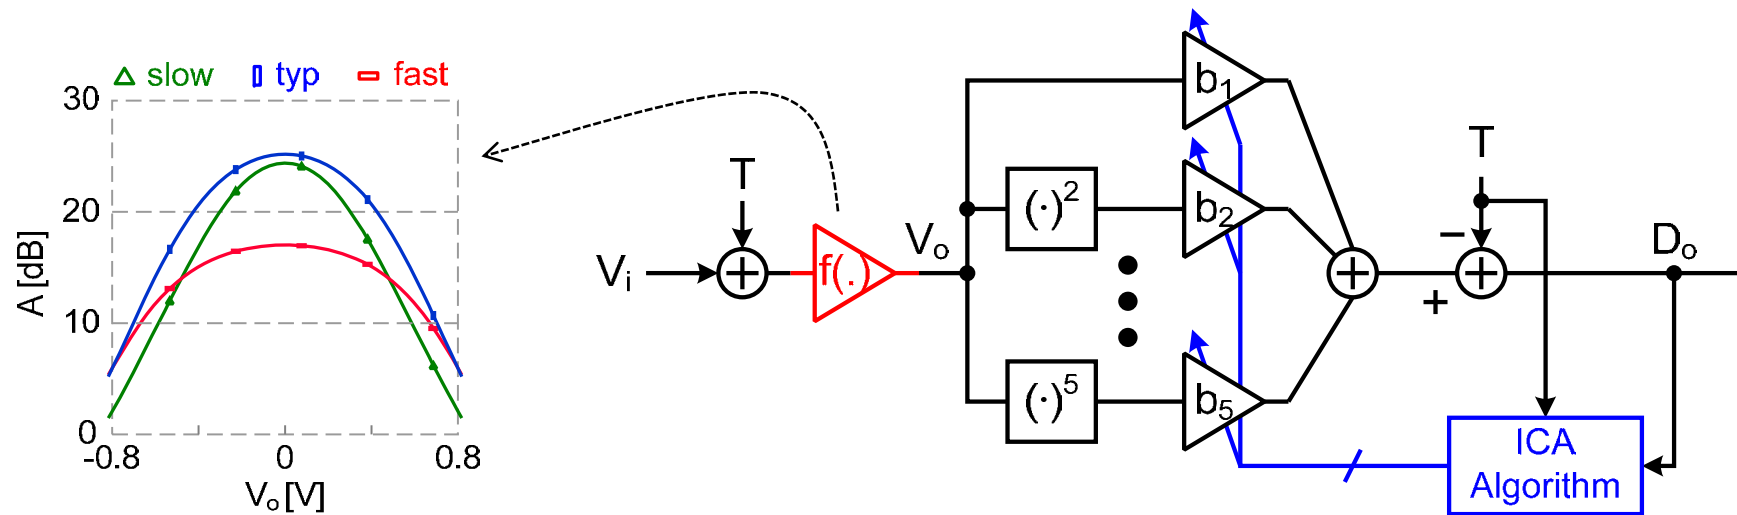 slow typ fast
30
20
10
0
-0.8 0 0.8
A [dB]
Vₒ [V]
T
Vᵢ
f(.)
Vₒ
(·)²
(·)⁵
b₁
b₂
b₅
+
+
T
−
+
+
Dₒ
ICA
Algorithm